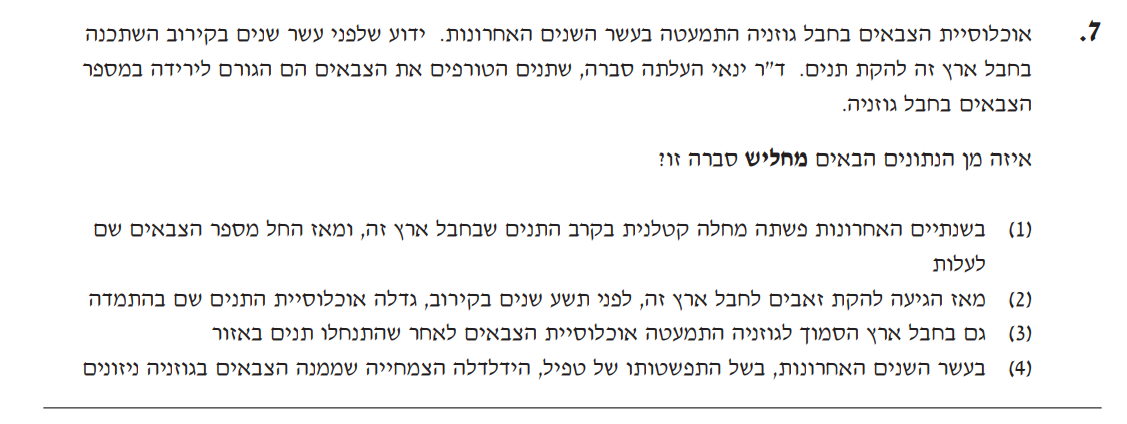 7. אוכלוסיית הצבאים בחבל גוזניה התמעטה בעשר השנים האחרונות. ידוע שלפני עשר שנים בקירוב השתכנה
בחבל ארץ זה להקת תנים. ד"ר ינאי העלתה סברה, שתנים הטורפים את הצבאים הם הגורם לירידה במספר
הצבאים בחבל גוזניה.
איזה מן הנתונים הבאים מחליש סברה זו?
(1) בשנתיים האחרונות פשתה מחלה קטלנית בקרב התנים שבחבל ארץ זה, ומאז החל מספר הצבאים שם
לעלות
(2) מאז הגיעה להקת זאבים לחבל ארץ זה, לפני תשע שנים בקירוב, גדלה אוכלוסיית התנים שם בהתמדה
(3) גם בחבל ארץ הסמוך לגוזניה התמעטה אוכלוסיית הצבאים לאחר שהתנחלו תנים באזור
(4) בעשר השנים האחרונות, בשל התפשטותו של טפיל, הידלדלה הצמחייה שממנה הצבאים בגוזניה ניזונים